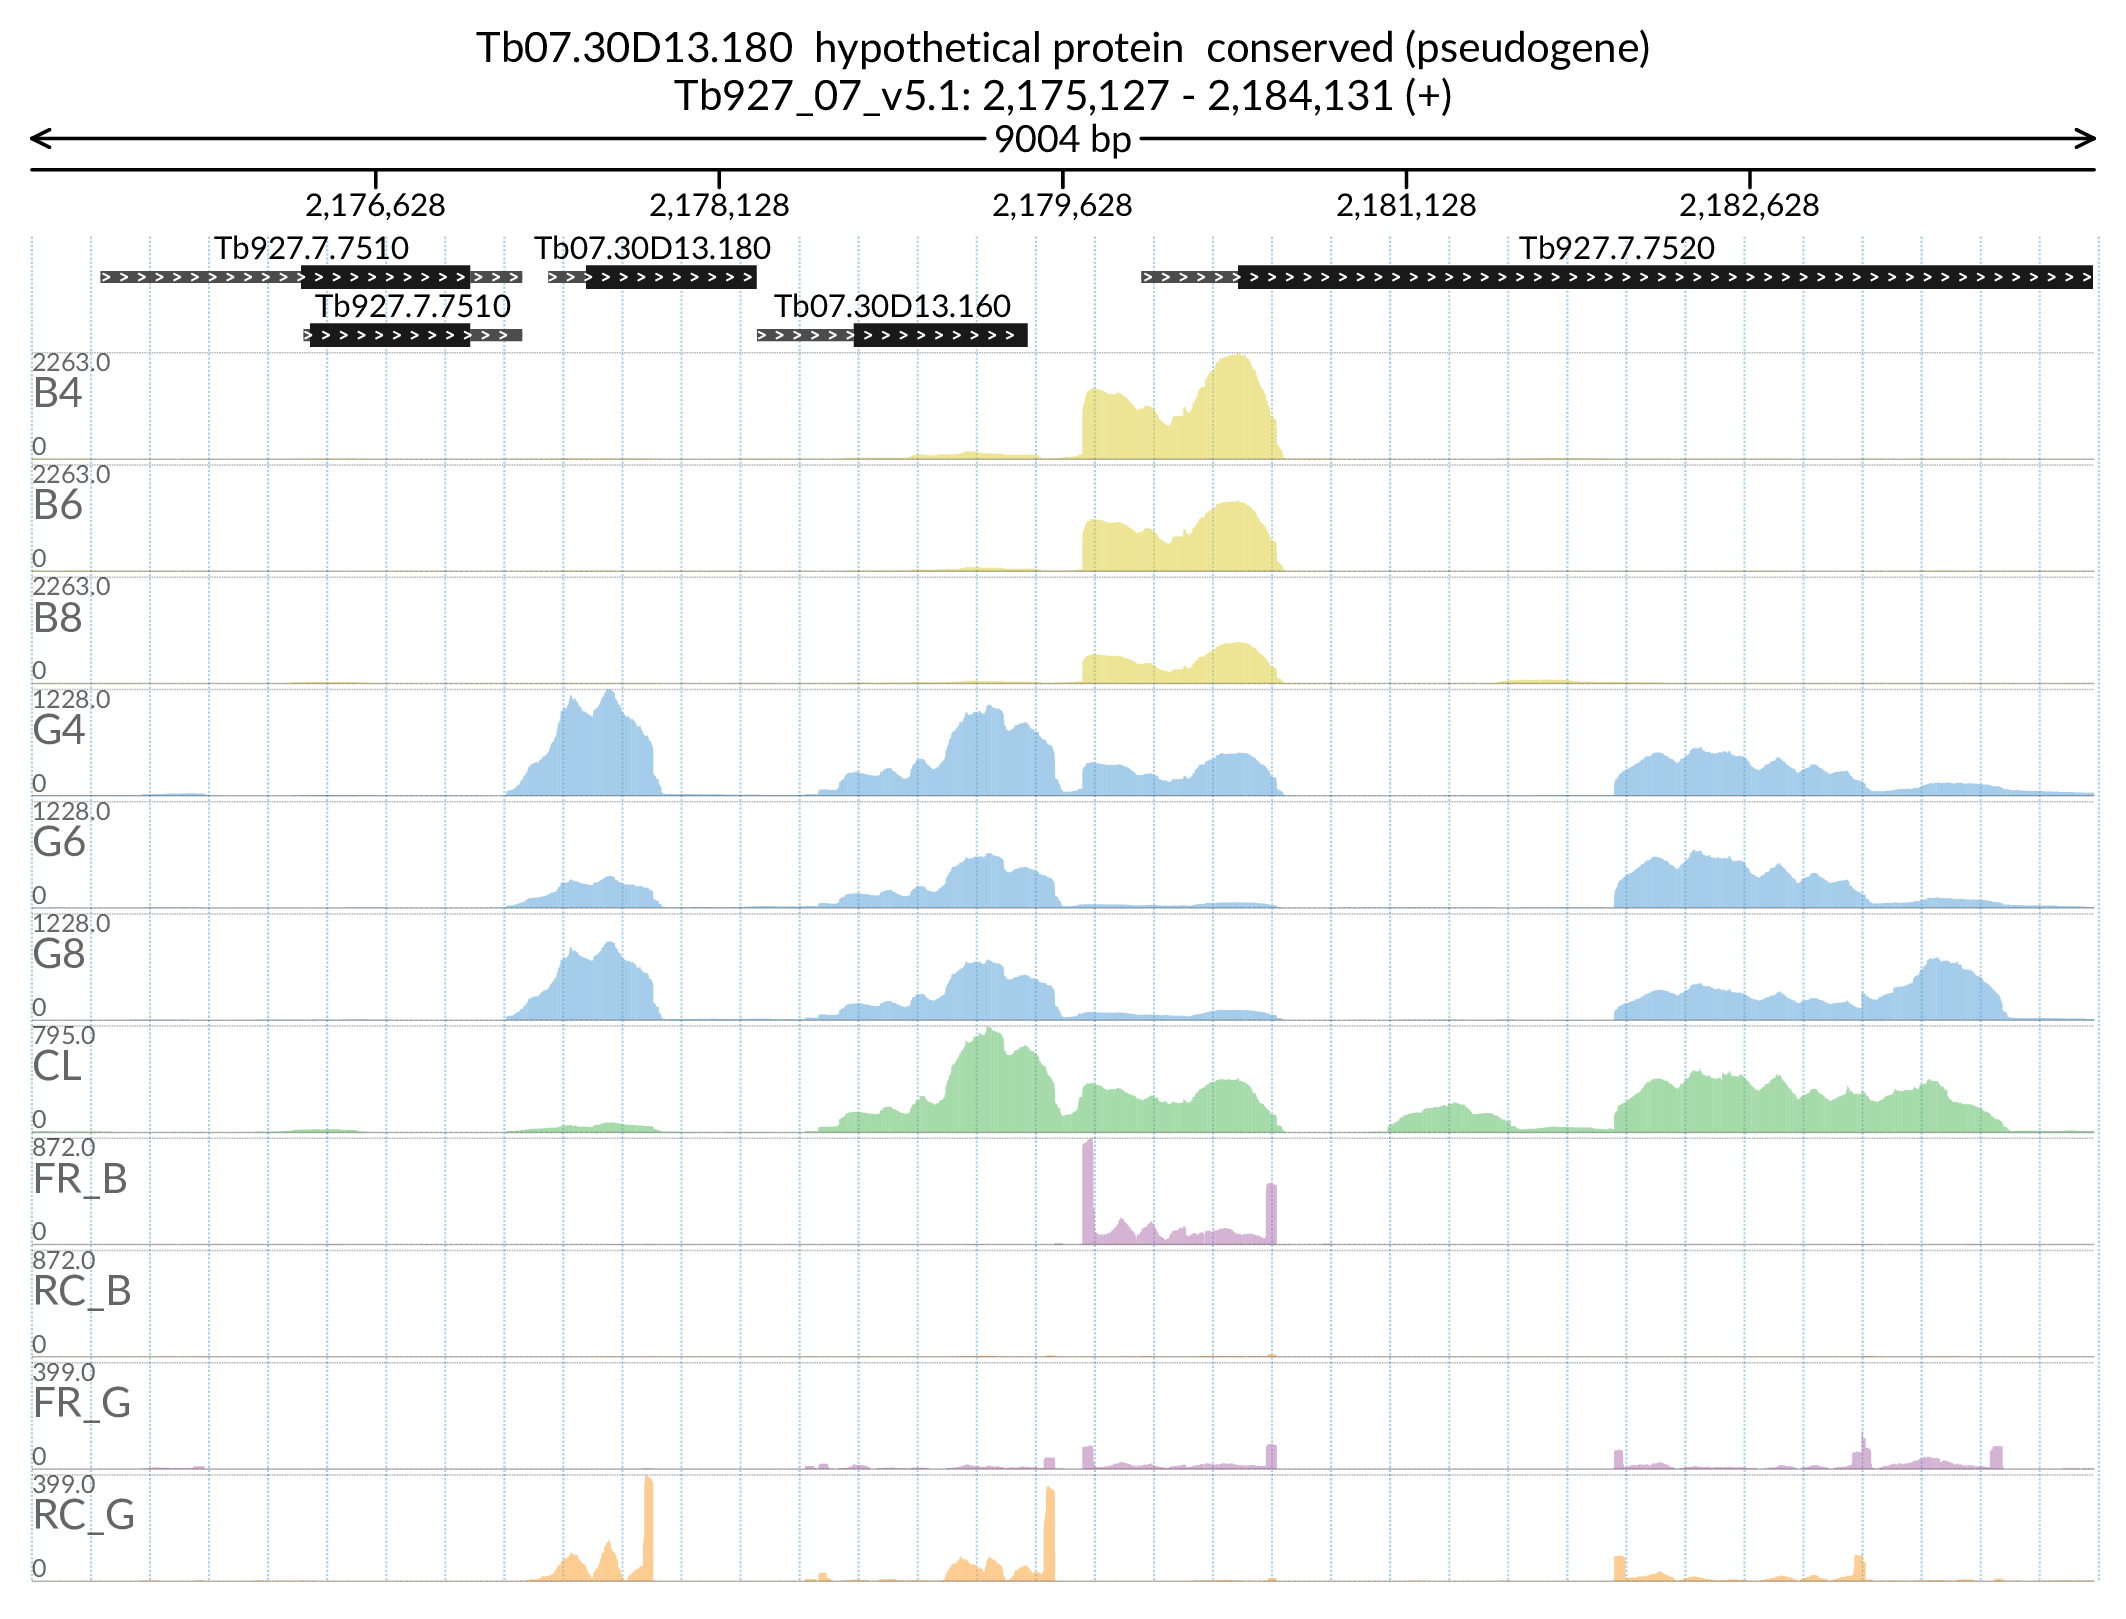 Tb07.30D13.180  hypothetical protein  conserved (pseudogene)
Tb927_07_v5.1: 2,175,127 - 2,184,131 (+)
9004 bp
2,176,628 2,178,128 2,179,628 2,181,128 2,182,628
Tb927.7.7510 Tb07.30D13.180 Tb927.7.7520
Tb927.7.7510 Tb07.30D13.160
2263.0
B4
0
2263.0
B6
0
2263.0
B8
0
1228.0
G4
0
1228.0
G6
0
1228.0
G8
0
795.0
CL
0
872.0
FR_B
0
872.0
RC_B
0
399.0
FR_G
0
399.0
RC_G
0